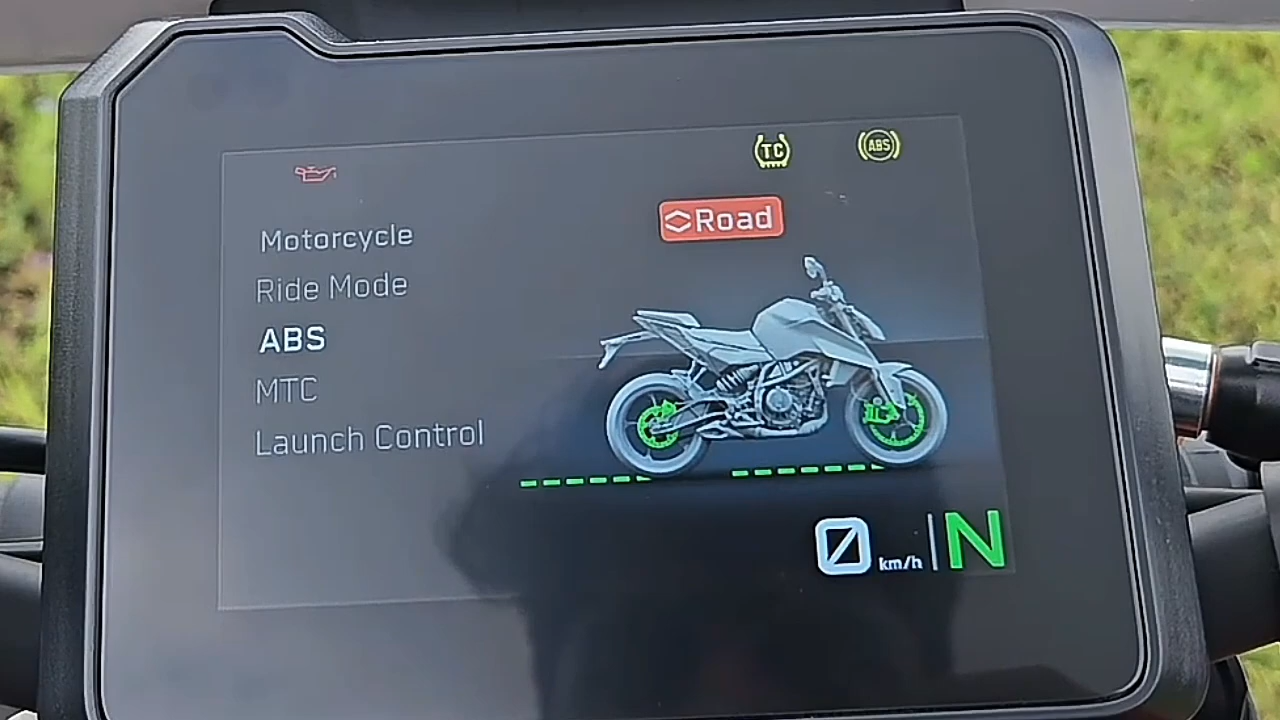 TC
ABS
Road
Motorcycle
Ride Mode
ABS
MTC
Launch Control
0 km/h N